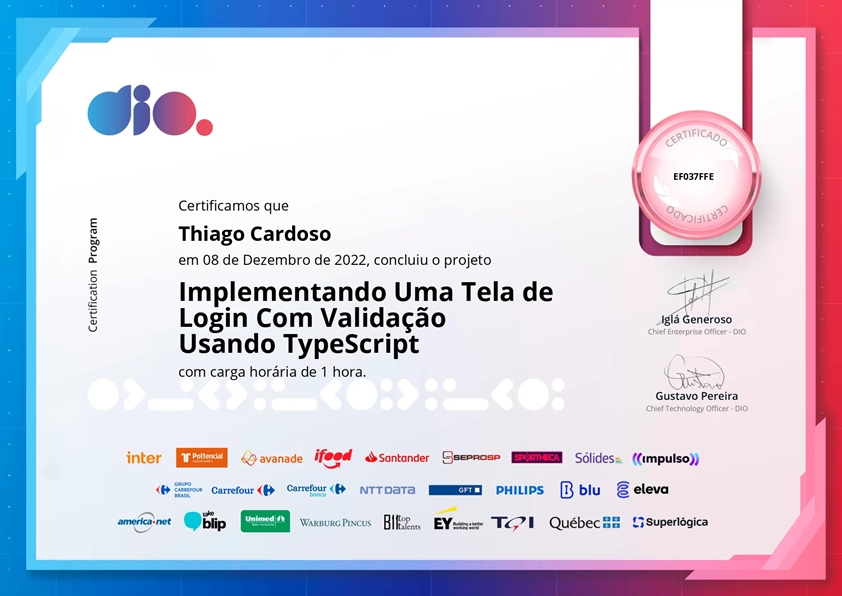 dio.
CERTIFICADO
EF037FFE
CERTIFICADO
Certification Program
Certificamos que
Thiago Cardoso
em 08 de Dezembro de 2022, concluiu o projeto
Implementando Uma Tela de
Login Com Validação
Usando TypeScript
com carga horária de 1 hora.
Iglá Generoso
Chief Enterprise Officer - DIO
Gustavo Pereira
Chief Technology Officer - DIO
inter Pottencial avanade ifood Santander SEPROSP SPORTHECA Sólides impulso
GRUPO CARREFOUR BRASIL Carrefour Carrefour banco NTT DATA GFT PHILIPS blu eleva
america net take blip Unimed WARBURG PINCUS BH top talents EY Building a better working world TQI Québec Superlógica